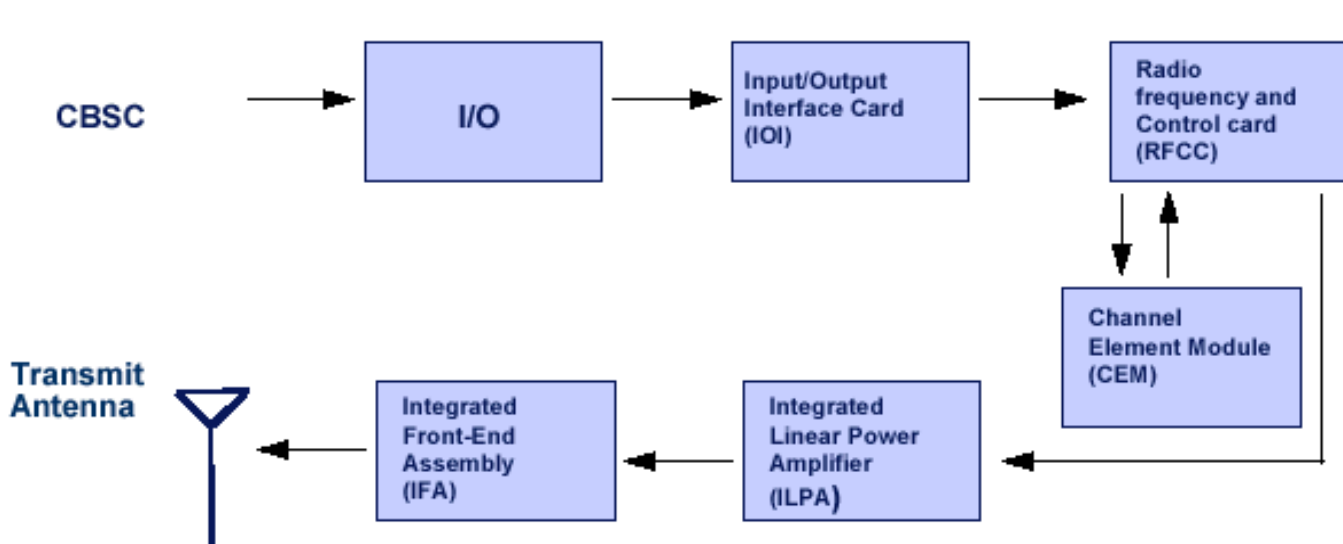 CBSC
I/O
Input/Output
Interface Card
(IOI)
Radio
frequency and
Control card
(RFCC)
Channel
Element Module
(CEM)
Transmit
Antenna
Integrated
Front-End
Assembly
(IFA)
Integrated
Linear Power
Amplifier
(ILPA)